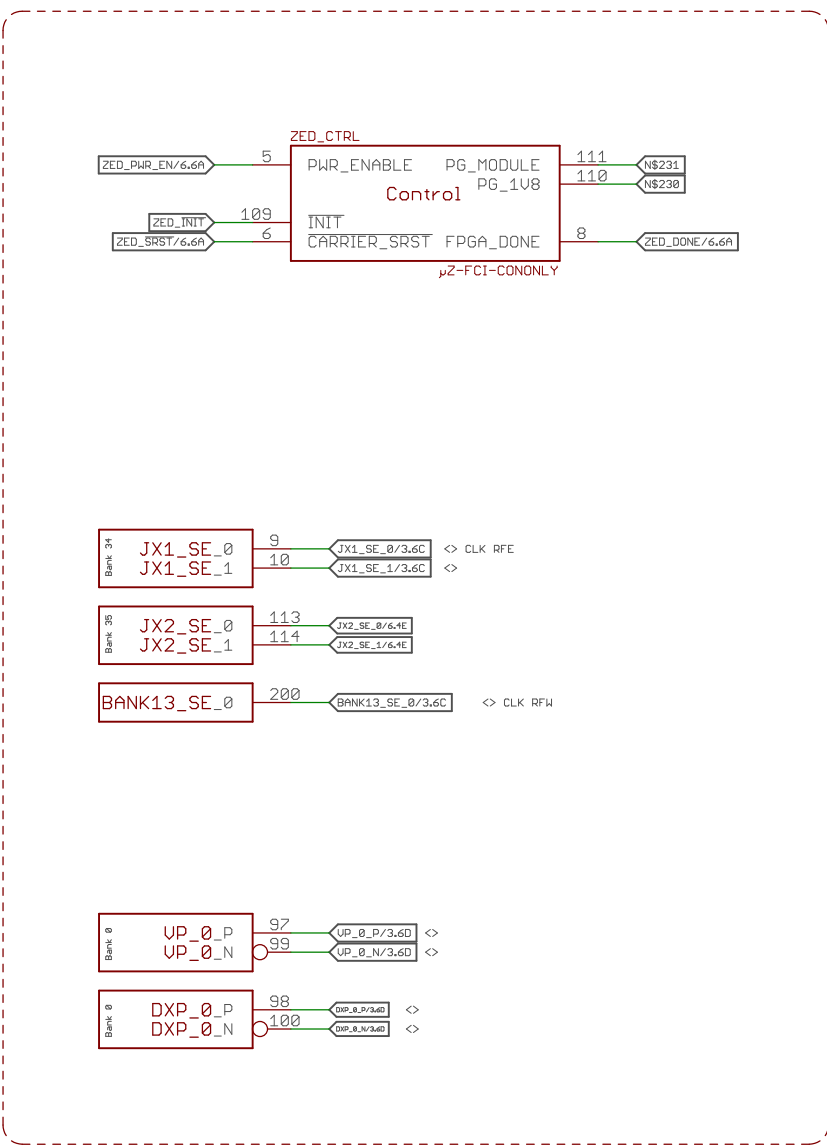 ZED_CTRL
ZED_PWR_EN/6.6A 5 PWR_ENABLE PG_MODULE 111 N$231
PG_1V8 110 N$230
Control
ZED_INIT 109 INIT
ZED_SRST/6.6A 6 CARRIER_SRST FPGA_DONE 8 ZED_DONE/6.6A
µZ-FCI-CONONLY
Bank 34
JX1_SE_0 9 JX1_SE_0/3.6C <> CLK RFE
JX1_SE_1 10 JX1_SE_1/3.6C <>
Bank 35
JX2_SE_0 113 JX2_SE_0/6.4E
JX2_SE_1 114 JX2_SE_1/6.4E
BANK13_SE_0 200 BANK13_SE_0/3.6C <> CLK RFW
Bank 0
VP_0_P 97 VP_0_P/3.6D <>
VP_0_N 99 VP_0_N/3.6D <>
Bank 0
DXP_0_P 98 DXP_0_P/3.6D <>
DXP_0_N 100 DXP_0_N/3.6D <>